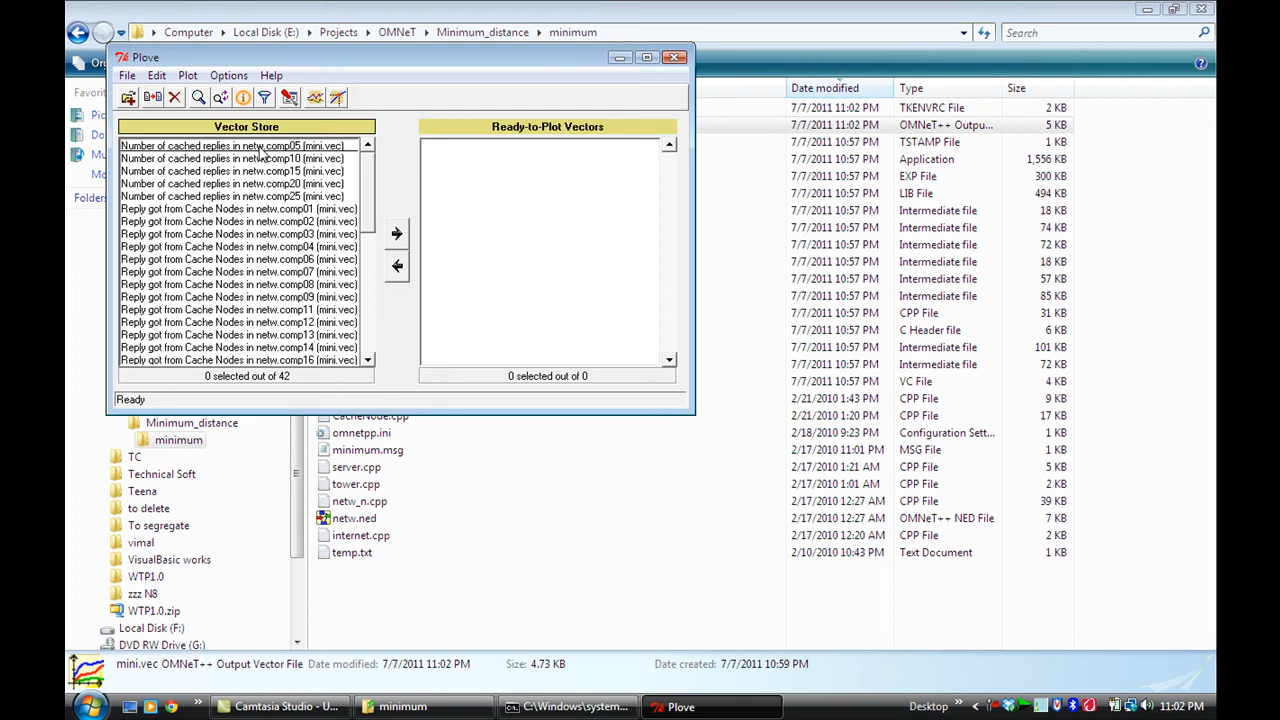 Computer ▸ Local Disk (E:) ▸ Projects ▸ OMNeT ▸ Minimum_distance ▸ minimum
Search
Plove
File Edit Plot Options Help
Vector Store
Ready-to-Plot Vectors
Number of cached replies in netw.comp05 (mini.vec)
Number of cached replies in netw.comp10 (mini.vec)
Number of cached replies in netw.comp15 (mini.vec)
Number of cached replies in netw.comp20 (mini.vec)
Number of cached replies in netw.comp25 (mini.vec)
Reply got from Cache Nodes in netw.comp01 (mini.vec)
Reply got from Cache Nodes in netw.comp02 (mini.vec)
Reply got from Cache Nodes in netw.comp03 (mini.vec)
Reply got from Cache Nodes in netw.comp04 (mini.vec)
Reply got from Cache Nodes in netw.comp06 (mini.vec)
Reply got from Cache Nodes in netw.comp07 (mini.vec)
Reply got from Cache Nodes in netw.comp08 (mini.vec)
Reply got from Cache Nodes in netw.comp09 (mini.vec)
Reply got from Cache Nodes in netw.comp11 (mini.vec)
Reply got from Cache Nodes in netw.comp12 (mini.vec)
Reply got from Cache Nodes in netw.comp13 (mini.vec)
Reply got from Cache Nodes in netw.comp14 (mini.vec)
Reply got from Cache Nodes in netw.comp16 (mini.vec)
0 selected out of 42
0 selected out of 0
Ready
Org
Favorit
Pic
Do
Mu
Mo
Folders
Date modified Type Size
7/7/2011 11:02 PM TKENVRC File 2 KB
7/7/2011 11:02 PM OMNeT++ Outpu... 5 KB
7/7/2011 11:02 PM TSTAMP File 1 KB
7/7/2011 10:57 PM Application 1,556 KB
7/7/2011 10:57 PM EXP File 300 KB
7/7/2011 10:57 PM LIB File 494 KB
7/7/2011 10:57 PM Intermediate file 18 KB
7/7/2011 10:57 PM Intermediate file 74 KB
7/7/2011 10:57 PM Intermediate file 72 KB
7/7/2011 10:57 PM Intermediate file 18 KB
7/7/2011 10:57 PM Intermediate file 57 KB
7/7/2011 10:57 PM Intermediate file 85 KB
7/7/2011 10:57 PM CPP File 31 KB
7/7/2011 10:57 PM C Header file 6 KB
7/7/2011 10:57 PM Intermediate file 101 KB
7/7/2011 10:57 PM Intermediate file 72 KB
7/7/2011 10:57 PM VC File 4 KB
2/21/2010 1:43 PM CPP File 9 KB
CacheNode.cpp 2/21/2010 1:20 PM CPP File 17 KB
omnetpp.ini 2/18/2010 9:23 PM Configuration Sett... 1 KB
minimum.msg 2/17/2010 11:01 PM MSG File 1 KB
server.cpp 2/17/2010 1:21 AM CPP File 5 KB
tower.cpp 2/17/2010 1:01 AM CPP File 2 KB
netw_n.cpp 2/17/2010 12:27 AM CPP File 39 KB
netw.ned 2/17/2010 12:27 AM OMNeT++ NED File 7 KB
internet.cpp 2/17/2010 12:20 AM CPP File 2 KB
temp.txt 2/10/2010 10:43 PM Text Document 1 KB
Minimum_distance
minimum
TC
Technical Soft
Teena
to delete
To segregate
vimal
VisualBasic works
WTP1.0
zzz N8
WTP1.0.zip
Local Disk (F:)
DVD RW Drive (G:)
mini.vec OMNeT++ Output Vector File Date modified: 7/7/2011 11:02 PM Size: 4.73 KB Date created: 7/7/2011 10:59 PM
Camtasia Studio - U... minimum C:\Windows\system... Plove Desktop 11:02 PM